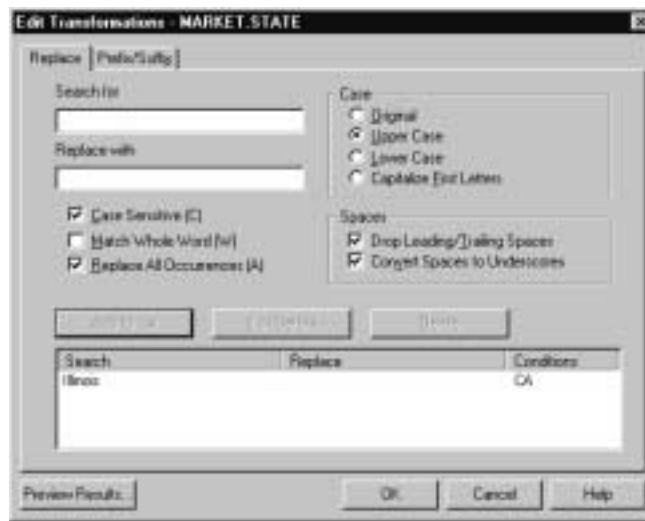 Edit Transformations - MARKET.STATE
Replace
Prefix/Suffix
Search for
Replace with
Case Sensitive (C)
Match Whole Word (W)
Replace All Occurrences (A)
Case
Original
Upper Case
Lower Case
Capitalize First Letters
Spaces
Drop Leading/Trailing Spaces
Convert Spaces to Underscores
Search Replace Conditions
Illinois CA
Preview Results...
OK Cancel Help